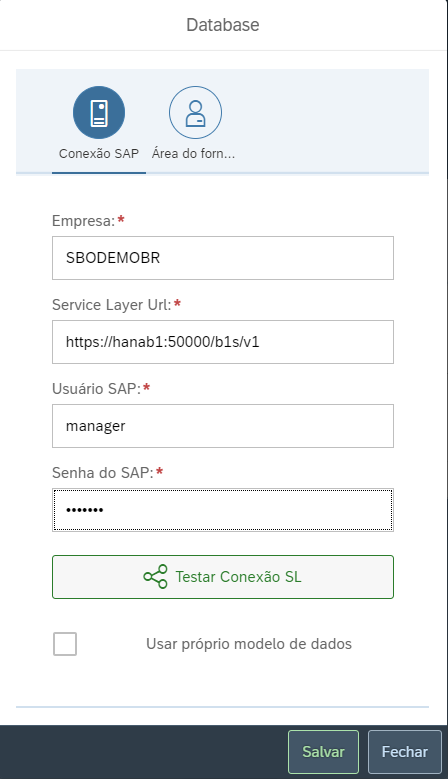 Database
Conexão SAP
Área do forn...
Empresa:*
SBODEMOBR
Service Layer Url:*
https://hanab1:50000/b1s/v1
Usuário SAP:*
manager
Senha do SAP:*
•••••••
Testar Conexão SL
Usar próprio modelo de dados
Salvar
Fechar